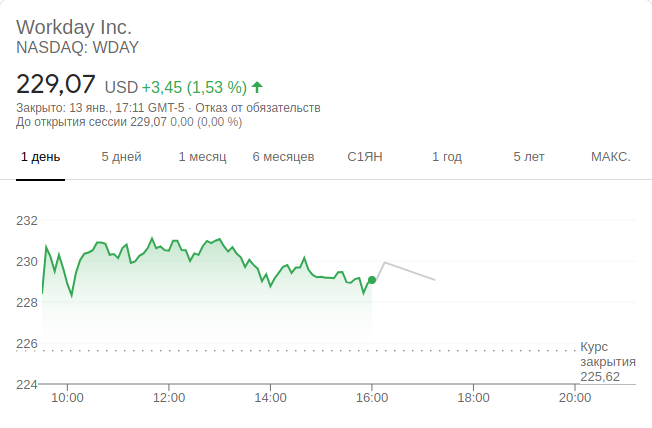 Workday Inc.
NASDAQ: WDAY
229,07 USD +3,45 (1,53 %)
Закрыто: 13 янв., 17:11 GMT-5 · Отказ от обязательств
До открытия сессии 229,07 0,00 (0,00 %)
1 день 5 дней 1 месяц 6 месяцев С1ЯН 1 год 5 лет МАКС.
232
230
228
226
Курс
закрытия
225,62
224
10:00 12:00 14:00 16:00 18:00 20:00